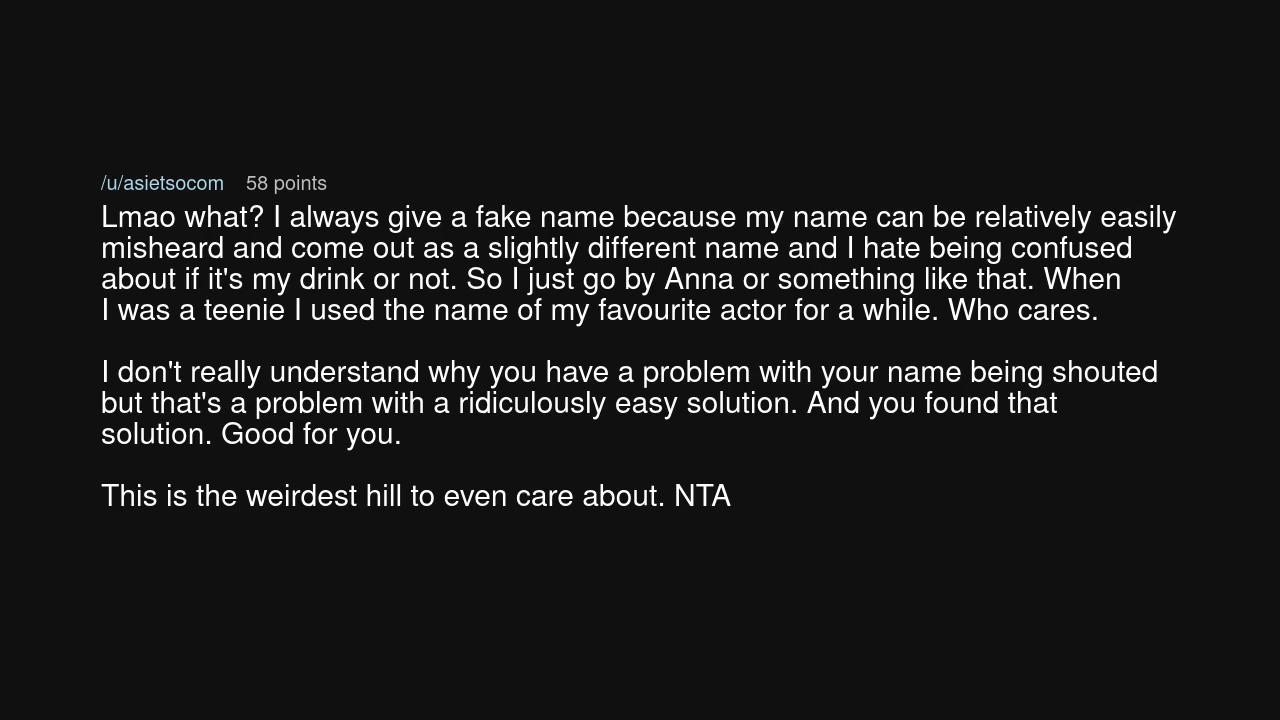 /u/asietsocom 58 points
Lmao what? I always give a fake name because my name can be relatively easily
misheard and come out as a slightly different name and I hate being confused
about if it's my drink or not. So I just go by Anna or something like that. When
I was a teenie I used the name of my favourite actor for a while. Who cares.
I don't really understand why you have a problem with your name being shouted
but that's a problem with a ridiculously easy solution. And you found that
solution. Good for you.
This is the weirdest hill to even care about. NTA